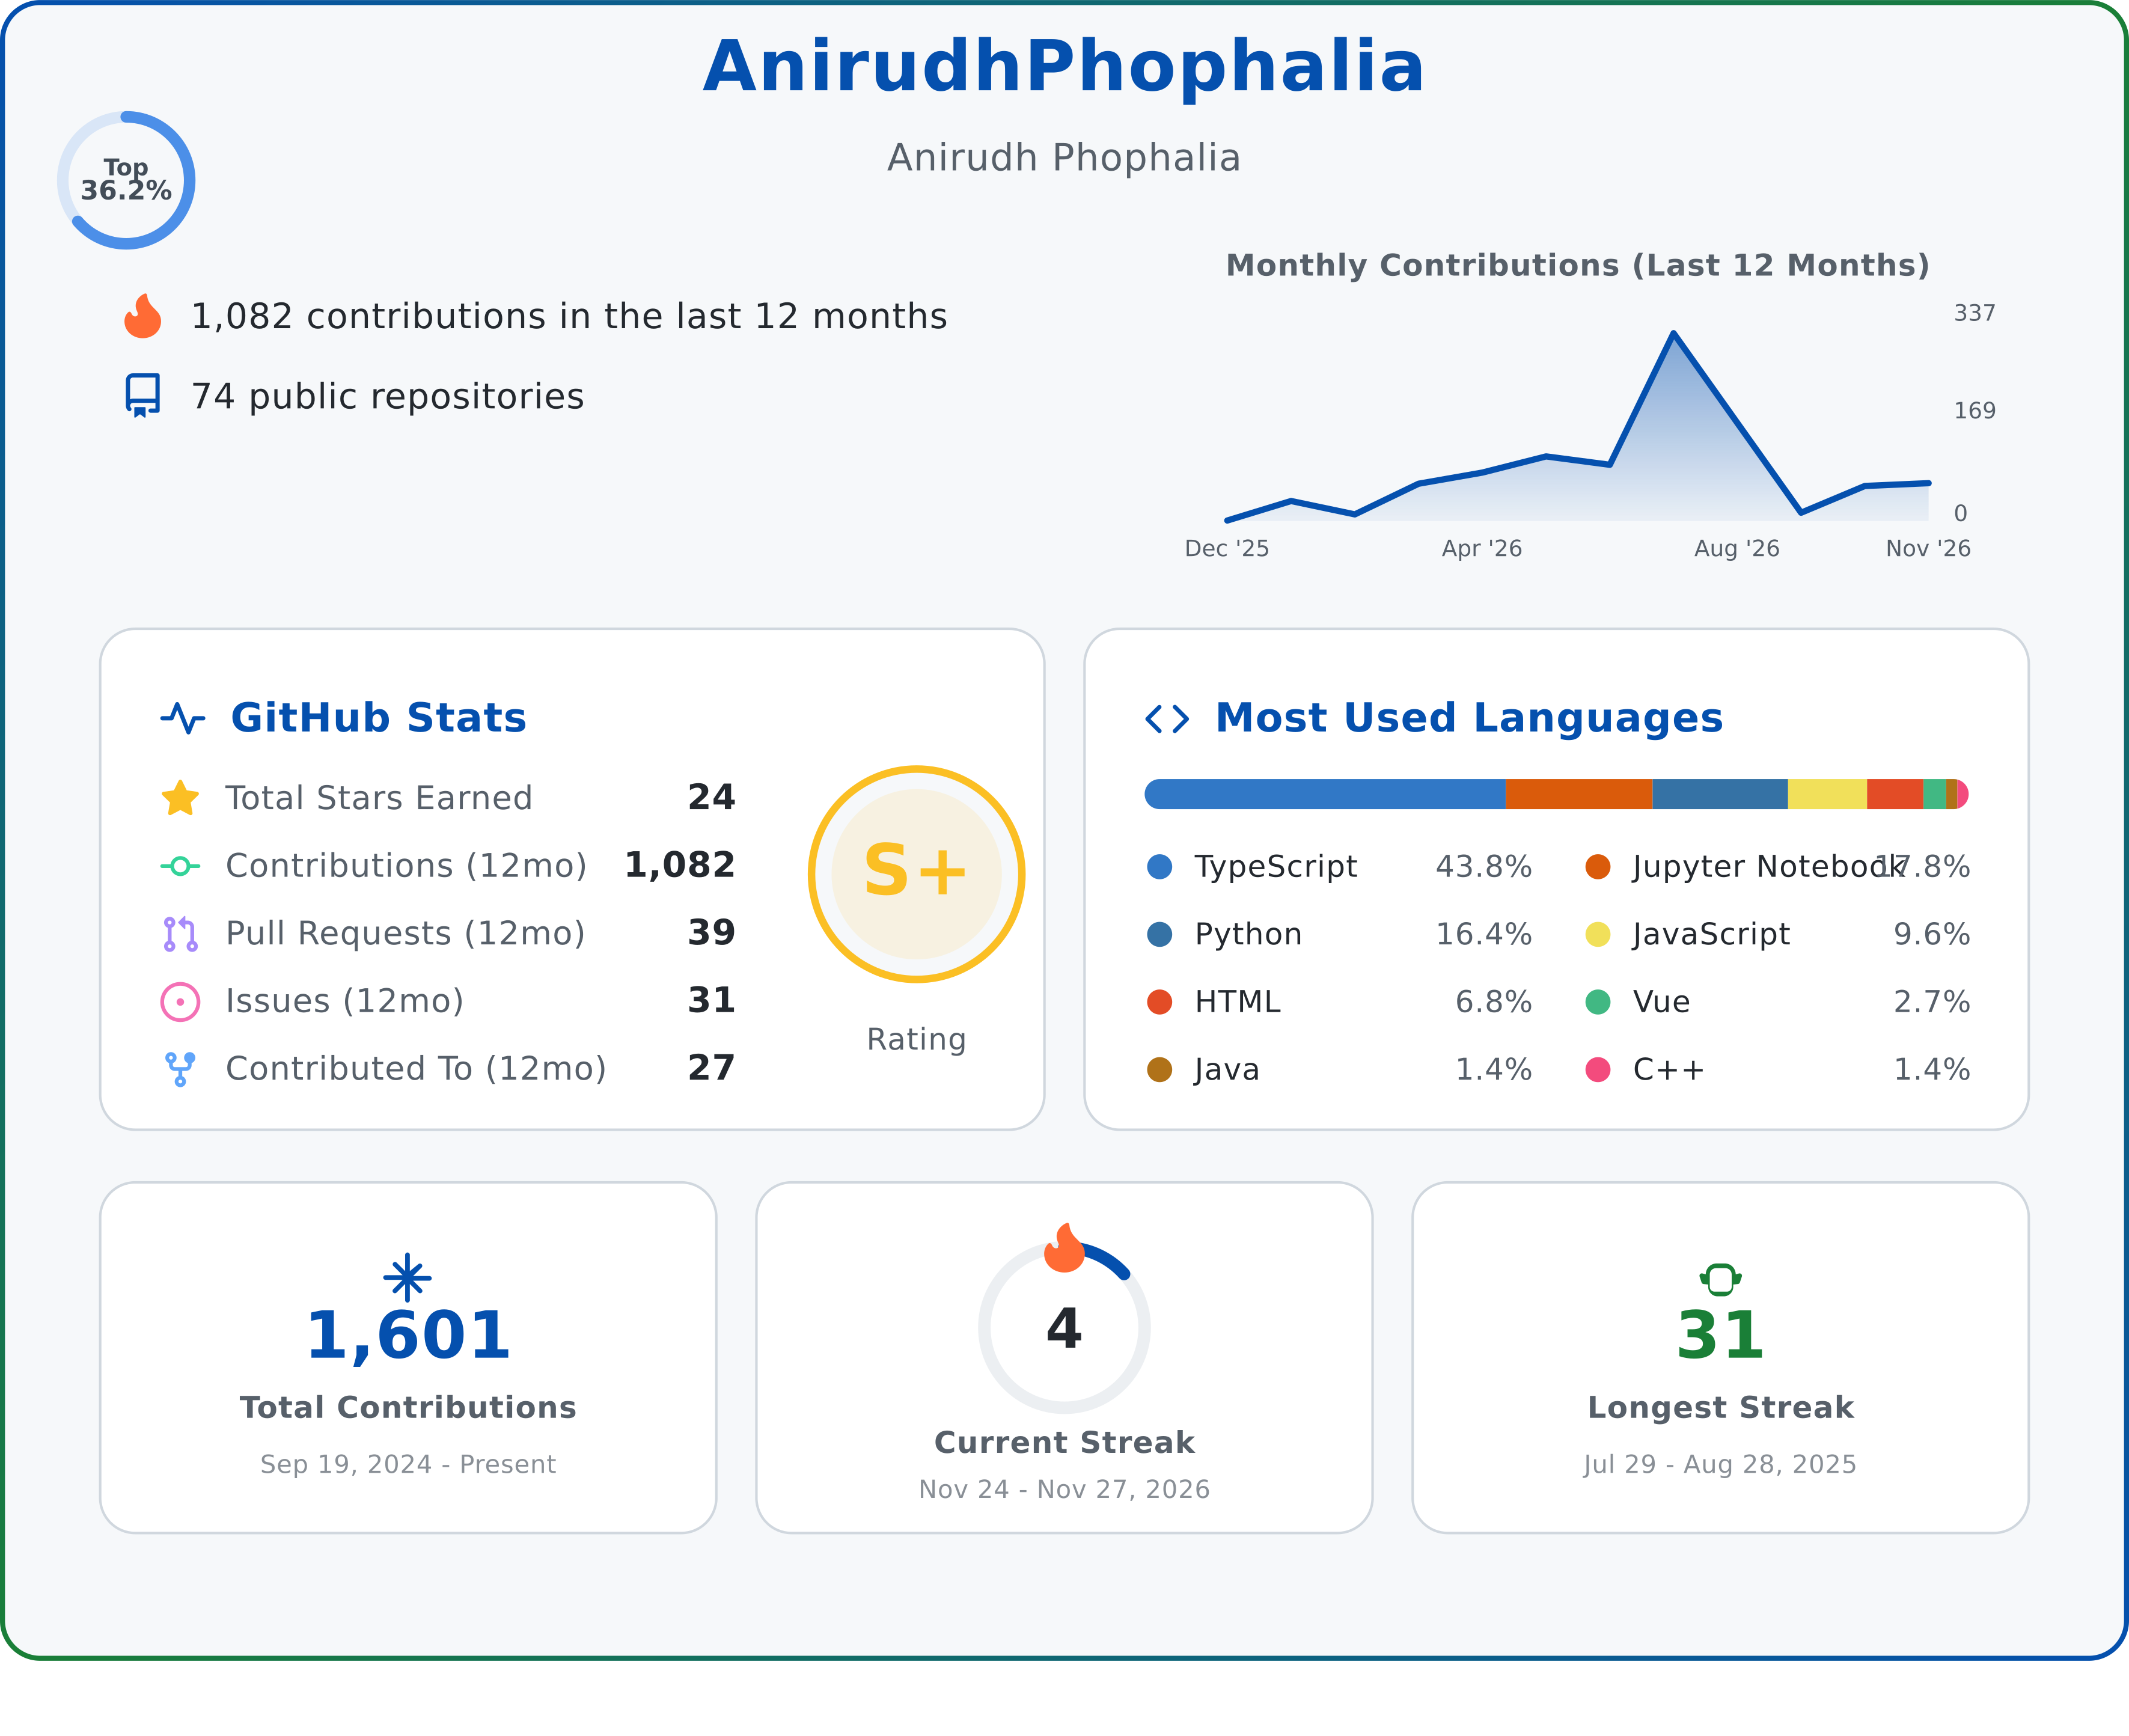 AnirudhPhophalia
Anirudh Phophalia
Top
36.2%
1,082 contributions in the last 12 months
74 public repositories
Monthly Contributions (Last 12 Months)
337
169
0
Dec '25 Apr '26 Aug '26 Nov '26
GitHub Stats
Total Stars Earned 24
Contributions (12mo) 1,082
Pull Requests (12mo) 39
Issues (12mo) 31
Contributed To (12mo) 27
S+
Rating
Most Used Languages
TypeScript 43.8% Jupyter Notebook 17.8%
Python 16.4% JavaScript 9.6%
HTML 6.8% Vue 2.7%
Java 1.4% C++ 1.4%
1,601
Total Contributions
Sep 19, 2024 - Present
4
Current Streak
Nov 24 - Nov 27, 2026
31
Longest Streak
Jul 29 - Aug 28, 2025